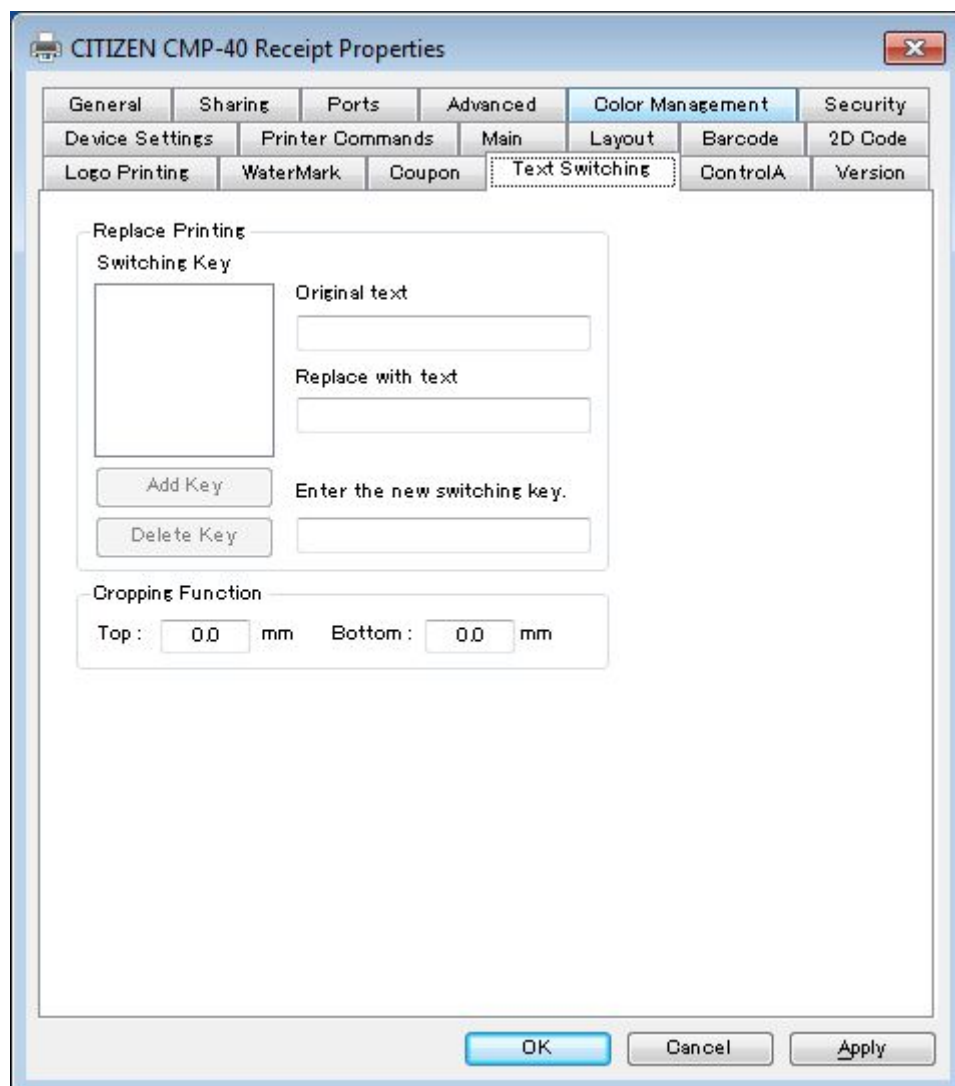 CITIZEN CMP-40 Receipt Properties
General Sharing Ports Advanced Color Management Security
Device Settings Printer Commands Main Layout Barcode 2D Code
Logo Printing WaterMark Coupon Text Switching ControlA Version
Replace Printing
Switching Key
Original text
Replace with text
Add Key
Enter the new switching key.
Delete Key
Cropping Function
Top : 0.0 mm Bottom : 0.0 mm
OK Cancel Apply